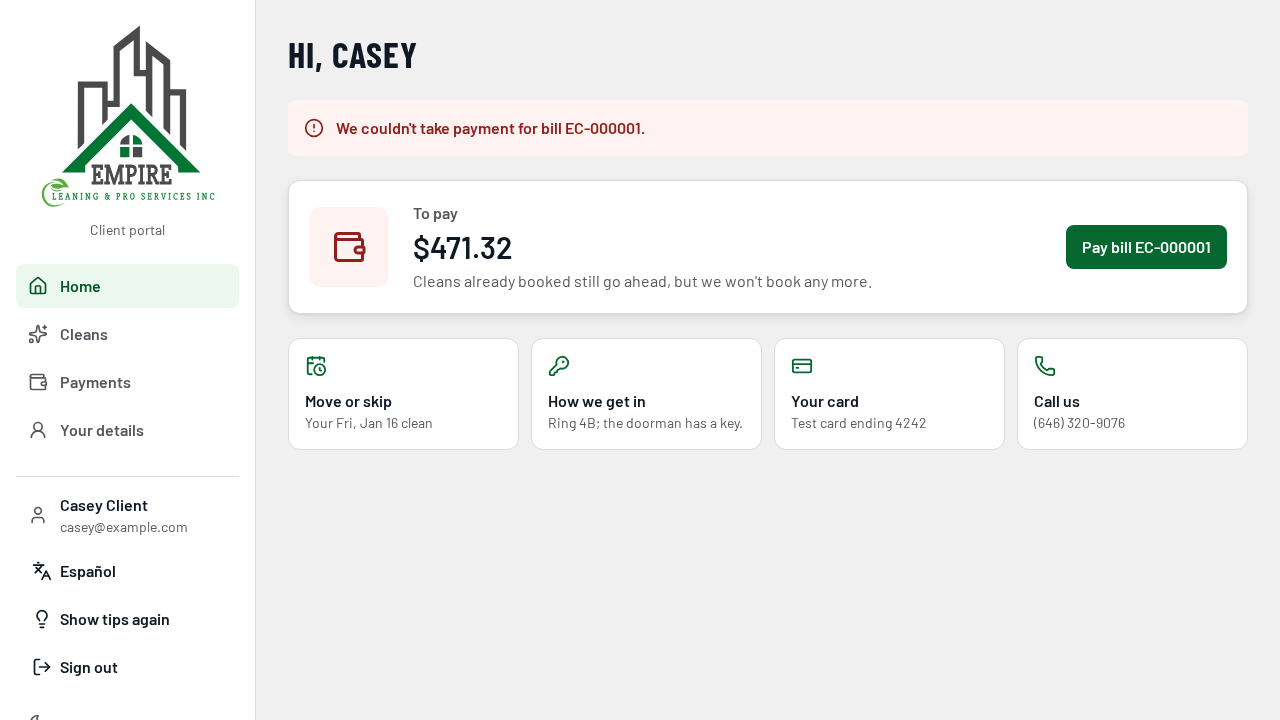 EMPIRE
LEANING & PRO SERVICES INC
Client portal
Home
Cleans
Payments
Your details
Casey Client
casey@example.com
Español
Show tips again
Sign out
HI, CASEY
We couldn't take payment for bill EC-000001.
To pay
$471.32
Cleans already booked still go ahead, but we won't book any more.
Pay bill EC-000001
Move or skip
Your Fri, Jan 16 clean
How we get in
Ring 4B; the doorman has a key.
Your card
Test card ending 4242
Call us
(646) 320-9076